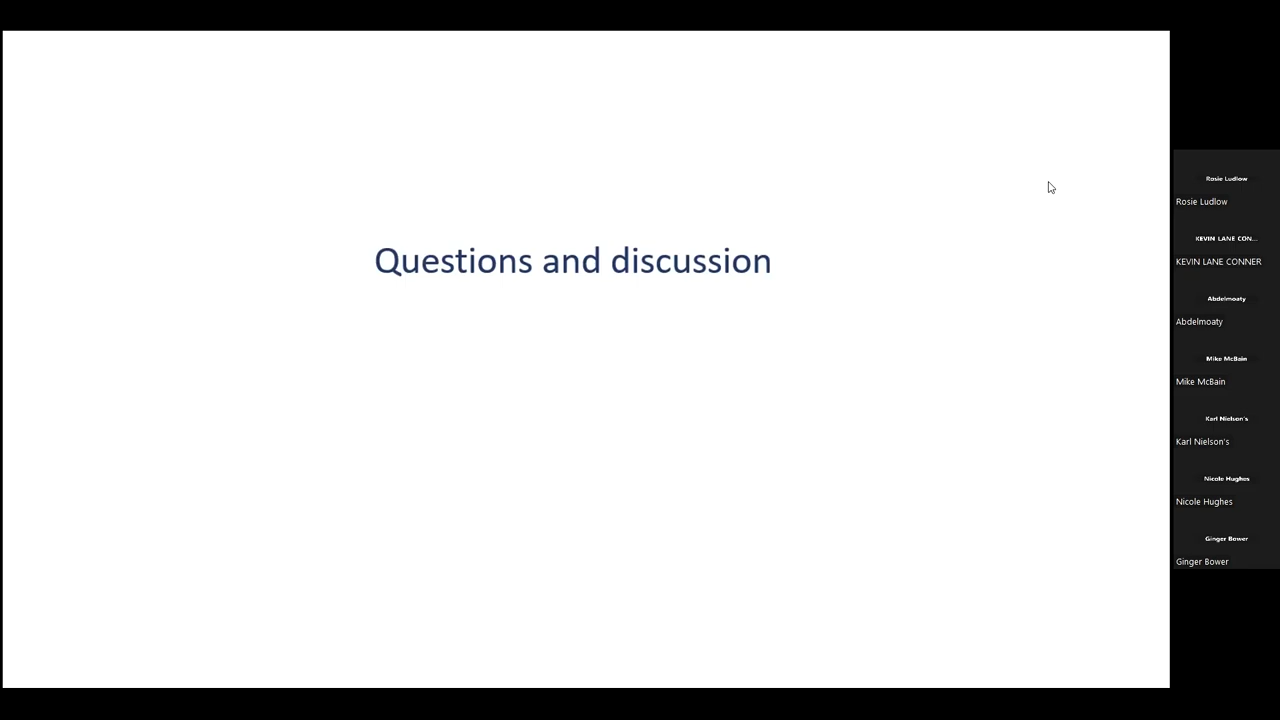 Questions and discussion
Rosie Ludlow
Rosie Ludlow
KEVIN LANE CON...
KEVIN LANE CONNER
Abdelmoaty
Abdelmoaty
Mike McBain
Mike McBain
Karl Nielson's
Karl Nielson's
Nicole Hughes
Nicole Hughes
Ginger Bower
Ginger Bower